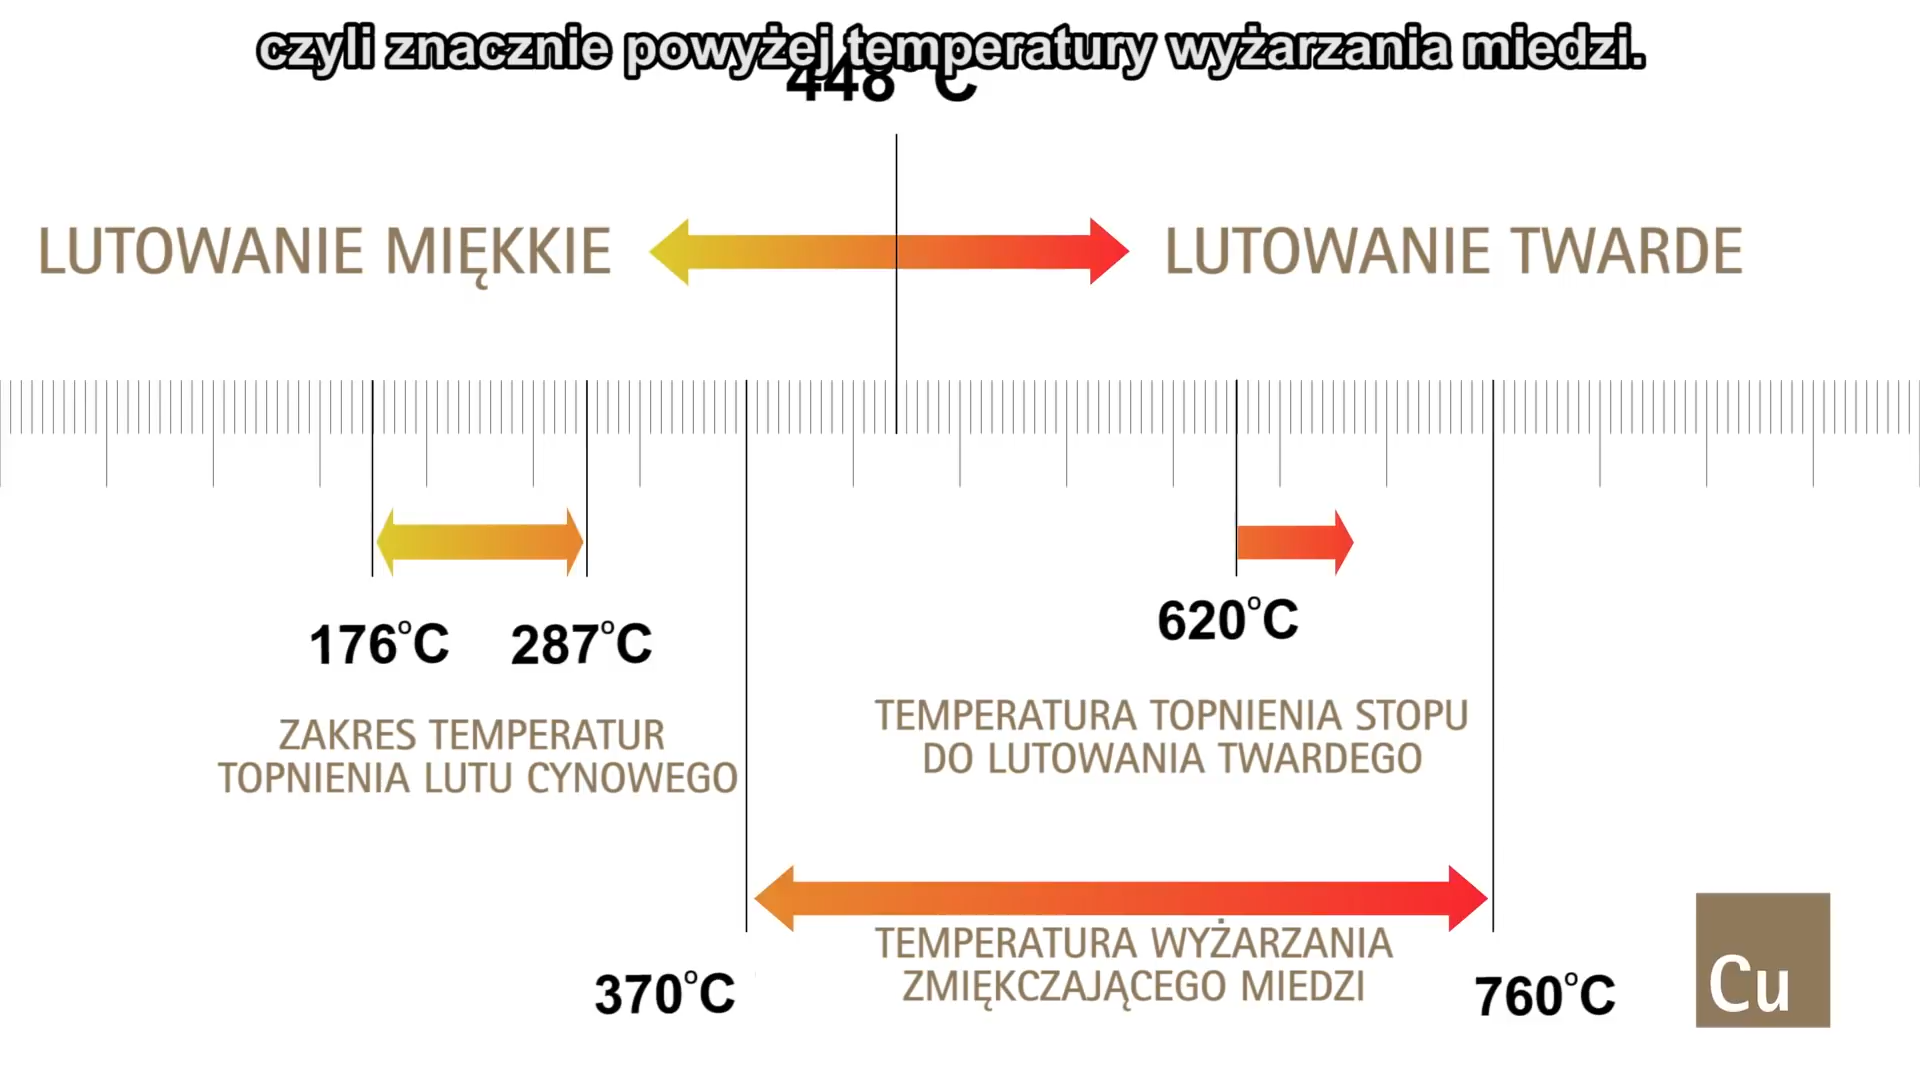 czyli znacznie powyżej temperatury wyżarzania miedzi.
448°C
LUTOWANIE MIĘKKIE
LUTOWANIE TWARDE
176°C
287°C
620°C
ZAKRES TEMPERATUR
TOPNIENIA LUTU CYNOWEGO
TEMPERATURA TOPNIENIA STOPU
DO LUTOWANIA TWARDEGO
TEMPERATURA WYŻARZANIA
ZMIĘKCZAJĄCEGO MIEDZI
370°C
760°C
Cu